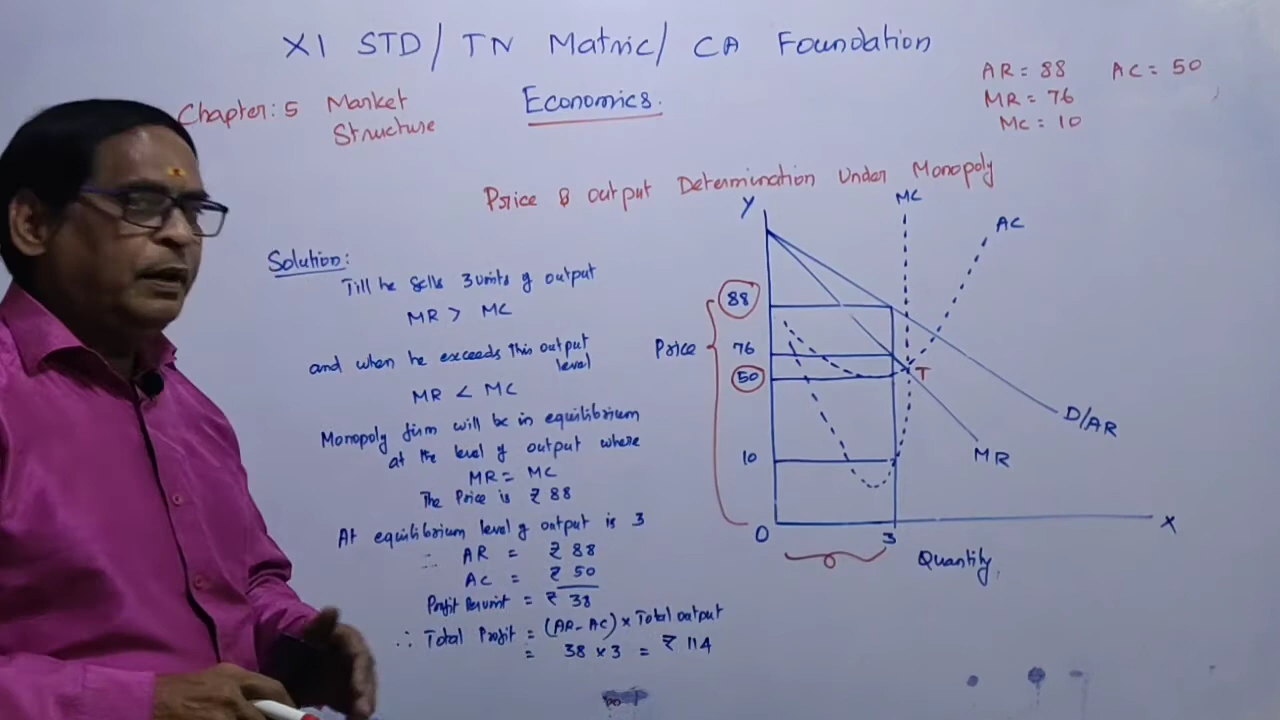 XI STD/ TN Matric/ CA Foundation
Economics.
Chapter: 5 Market
Structure
AR = 88 AC = 50
MR = 76
MC = 10
Price & output Determination Under Monopoly
Solution:
Till he sells 3 units of output
MR > MC
and when he exceeds this output
level
MR < MC
Monopoly firm will be in equilibrium
at the level of output where
MR = MC
The Price is ₹ 88
At equilibrium level of output is 3
∴ AR = ₹ 88
AC = ₹ 50
Profit Per unit = ₹ 38
∴ Total Profit = (AR - AC) × Total output
= 38 × 3 = ₹ 114
Y
MC
AC
88
Price
76
50
T
D/AR
10
MR
O
3
X
Quantity